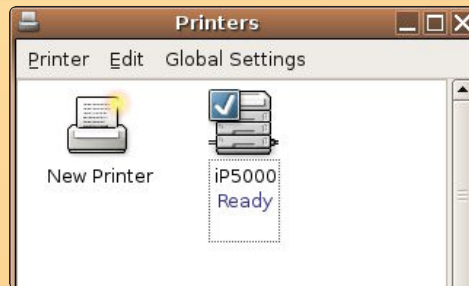 Printers
Printer Edit Global Settings
New Printer
iP5000
Ready